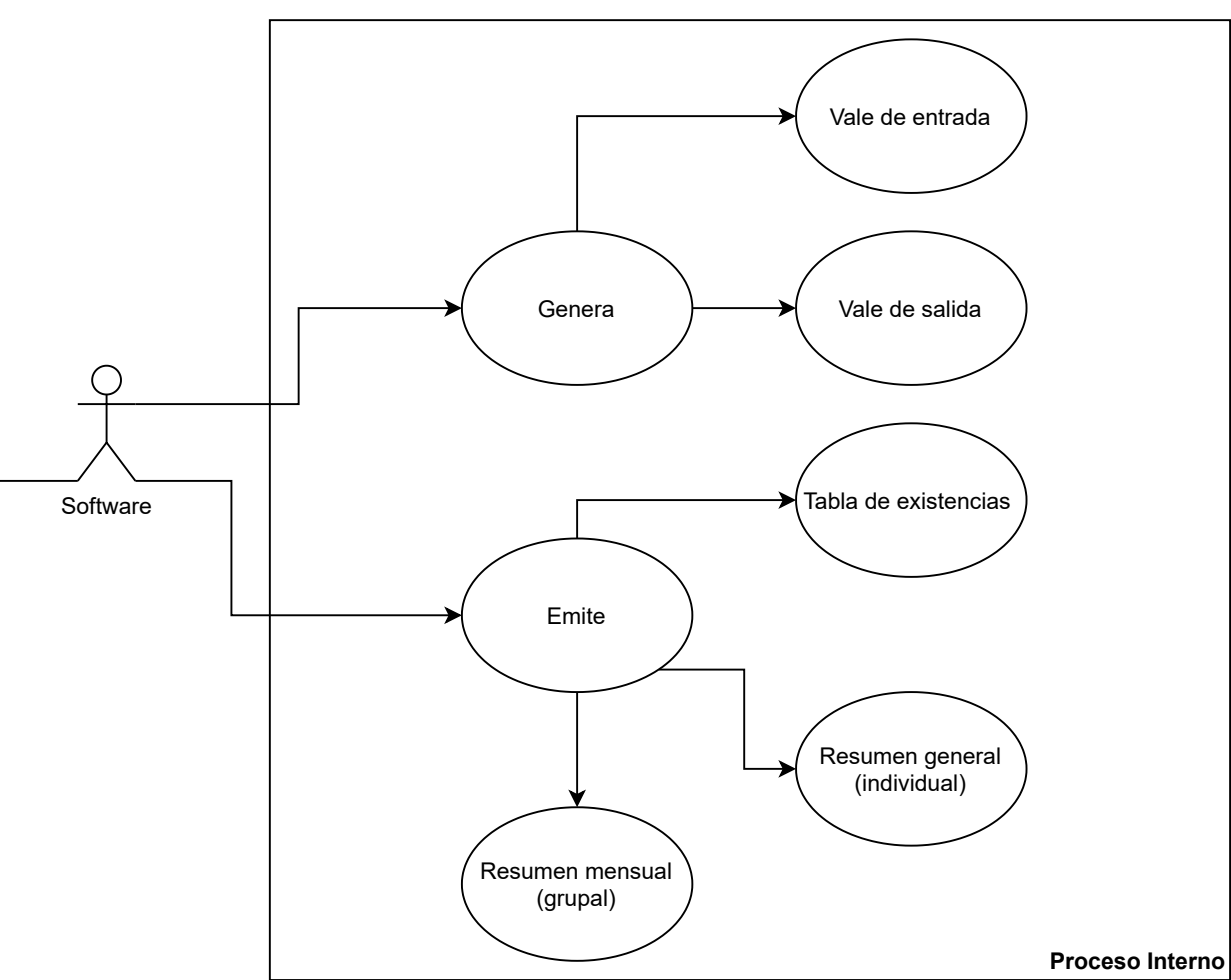 Vale de entrada
Genera
Vale de salida
Software
Tabla de existencias
Emite
Resumen general
(individual)
Resumen mensual
(grupal)
Proceso Interno